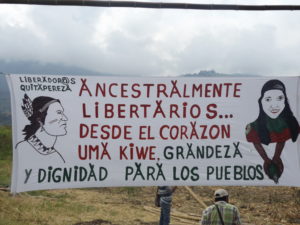 LIBERADOR@S
QUITAPEREZA
ANCESTRALMENTE
LIBERTARIOS...
DESDE EL CORAZON
UMA KIWE, GRANDEZA
Y DIGNIDAD PARA LOS PUEBLOS